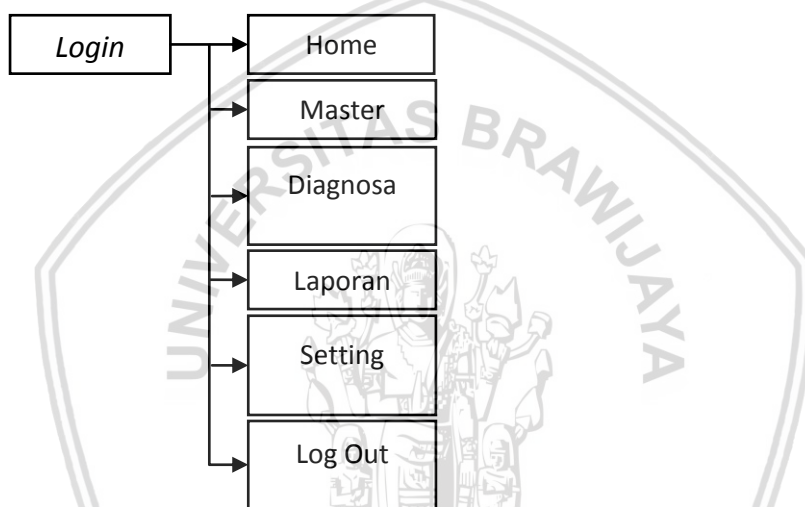 Login
Home
Master
Diagnosa
Laporan
Setting
Log Out
UNIVERSITAS BRAWIJAYA